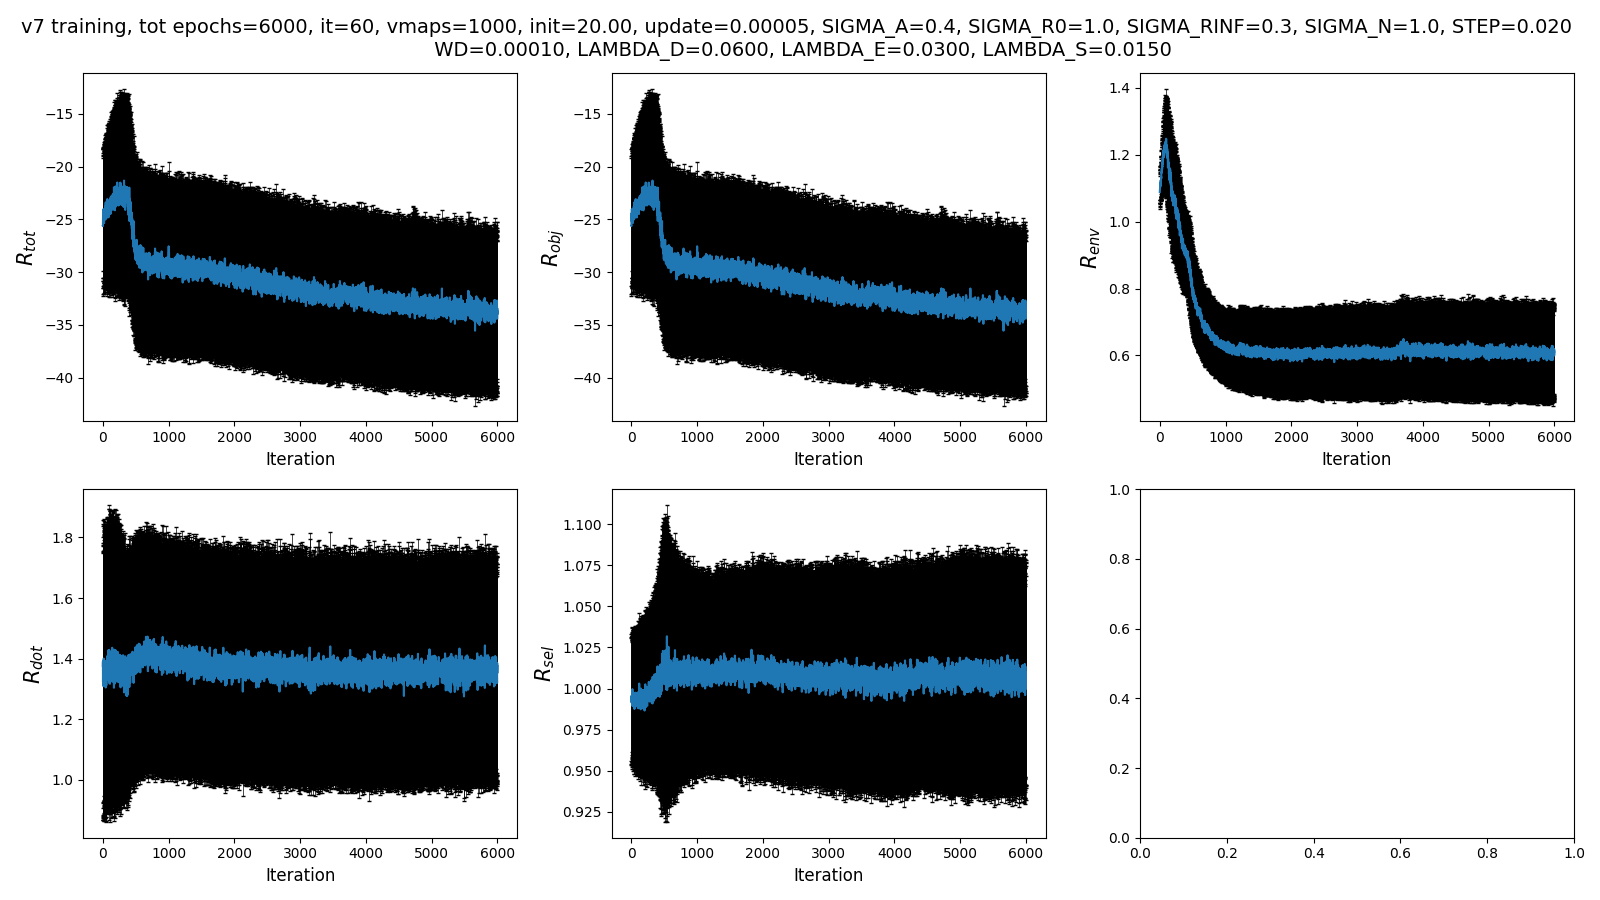 v7 training, tot epochs=6000, it=60, vmaps=1000, init=20.00, update=0.00005, SIGMA_A=0.4, SIGMA_R0=1.0, SIGMA_RINF=0.3, SIGMA_N=1.0, STEP=0.020
WD=0.00010, LAMBDA_D=0.0600, LAMBDA_E=0.0300, LAMBDA_S=0.0150
R_tot
−15
−20
−25
−30
−35
−40
0 1000 2000 3000 4000 5000 6000
Iteration
R_obj
−15
−20
−25
−30
−35
−40
0 1000 2000 3000 4000 5000 6000
Iteration
R_env
1.4
1.2
1.0
0.8
0.6
0 1000 2000 3000 4000 5000 6000
Iteration
R_dot
1.8
1.6
1.4
1.2
1.0
0 1000 2000 3000 4000 5000 6000
Iteration
R_sel
1.100
1.075
1.050
1.025
1.000
0.975
0.950
0.925
0 1000 2000 3000 4000 5000 6000
Iteration
1.0
0.8
0.6
0.4
0.2
0.0
0.0 0.2 0.4 0.6 0.8 1.0